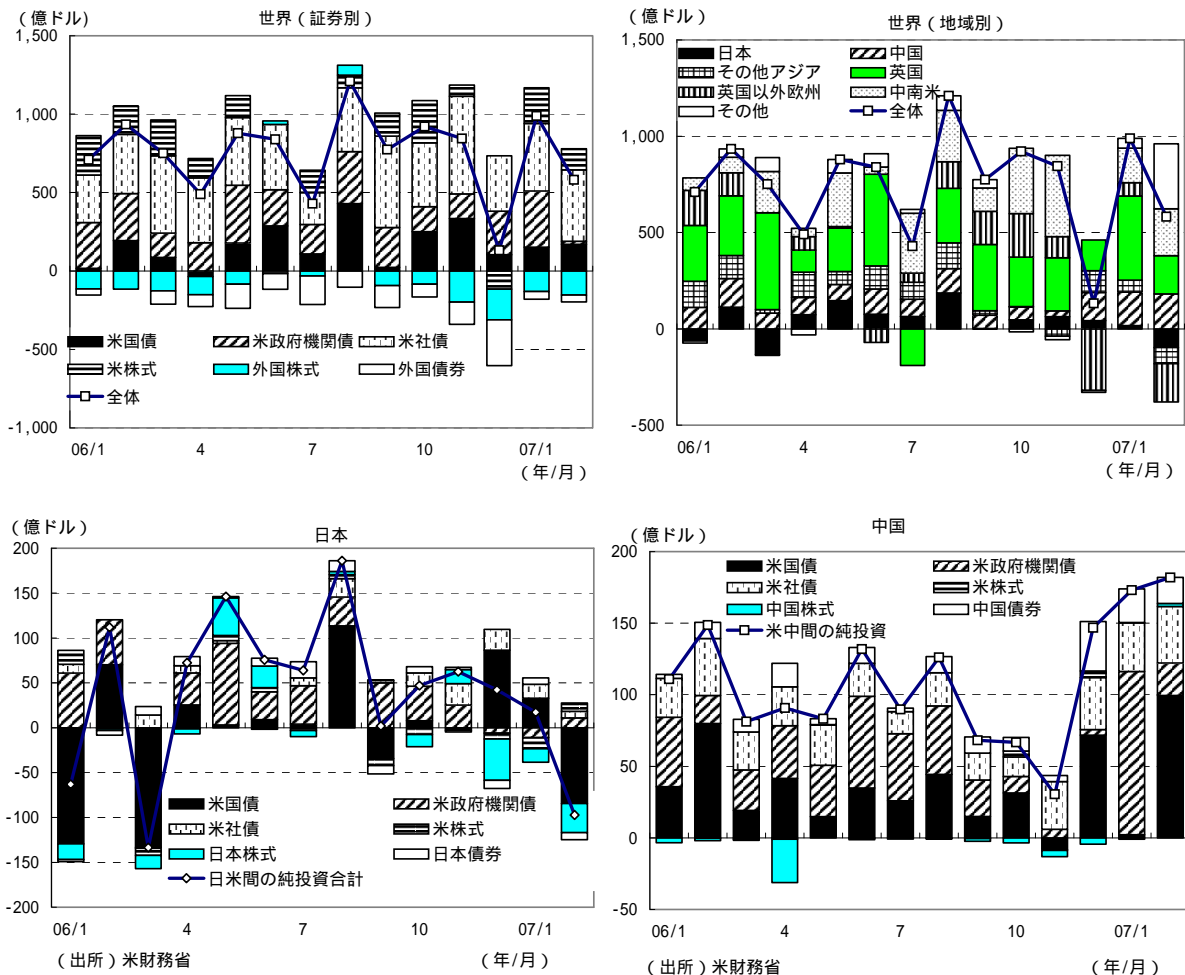 （億ドル）
世界（証券別）
1,500
1,000
500
0
-500
-1,000
米国債
米政府機関債
米社債
米株式
外国株式
外国債券
全体
06/1 4 7 10 07/1
（年/月）
（億ドル）
世界（地域別）
1,500
1,000
500
0
-500
日本
中国
その他アジア
英国
英国以外欧州
中南米
その他
全体
06/1 4 7 10 07/1
（年/月）
（億ドル）
日本
200
150
100
50
0
-50
-100
-150
-200
米国債
米政府機関債
米社債
米株式
日本株式
日本債券
日米間の純投資合計
06/1 4 7 10 07/1
（出所）米財務省
（年/月）
（億ドル）
中国
200
150
100
50
0
-50
米国債
米政府機関債
米社債
米株式
中国株式
中国債券
米中間の純投資
06/1 4 7 10 07/1
（出所）米財務省
（年/月）